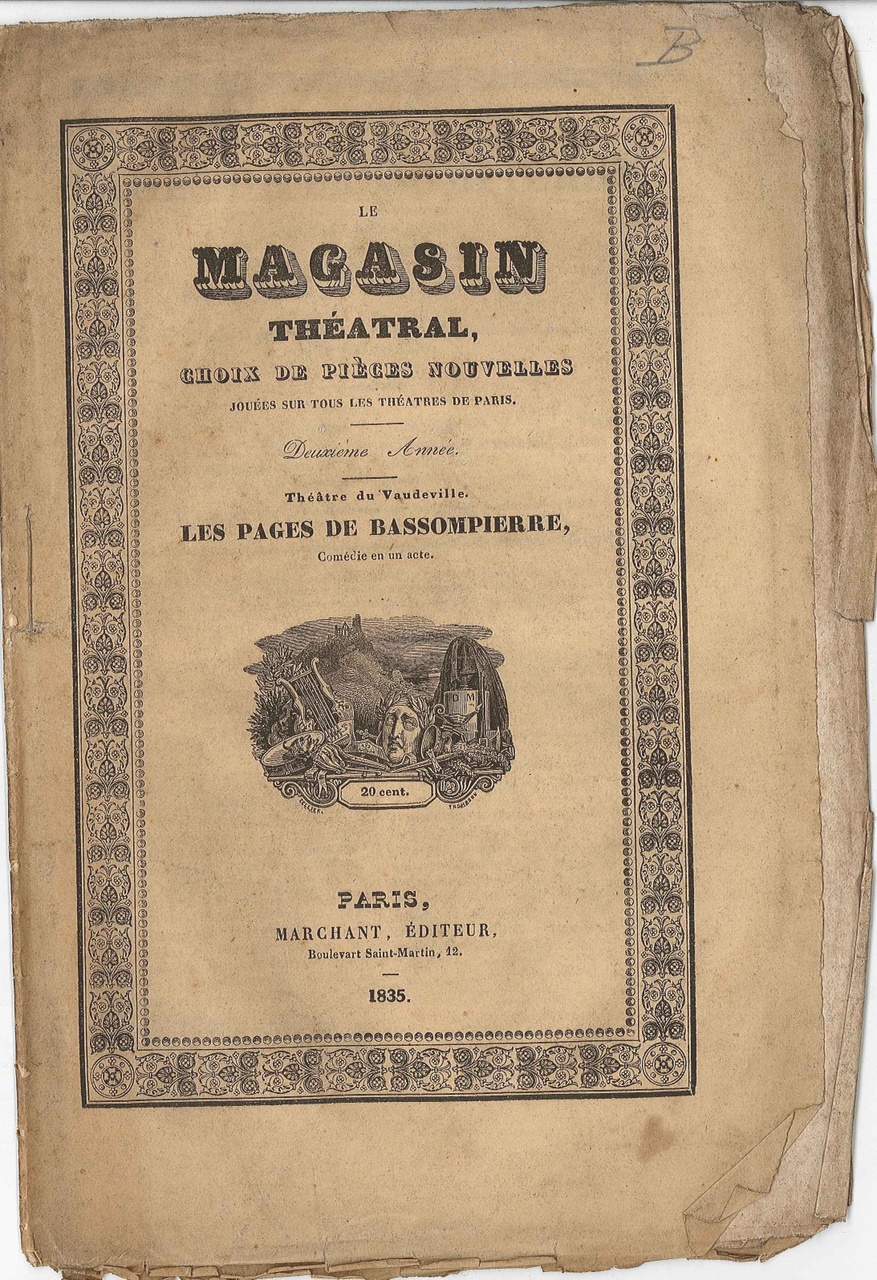 B
LE
MAGASIN
THÉATRAL,
CHOIX DE PIÈCES NOUVELLES
JOUÉES SUR TOUS LES THÉATRES DE PARIS.
Deuxième Année.
Théâtre du Vaudeville.
LES PAGES DE BASSOMPIERRE,
Comédie en un acte.
20 cent.
PARIS,
MARCHANT, ÉDITEUR,
Boulevart Saint-Martin, 12.
1835.